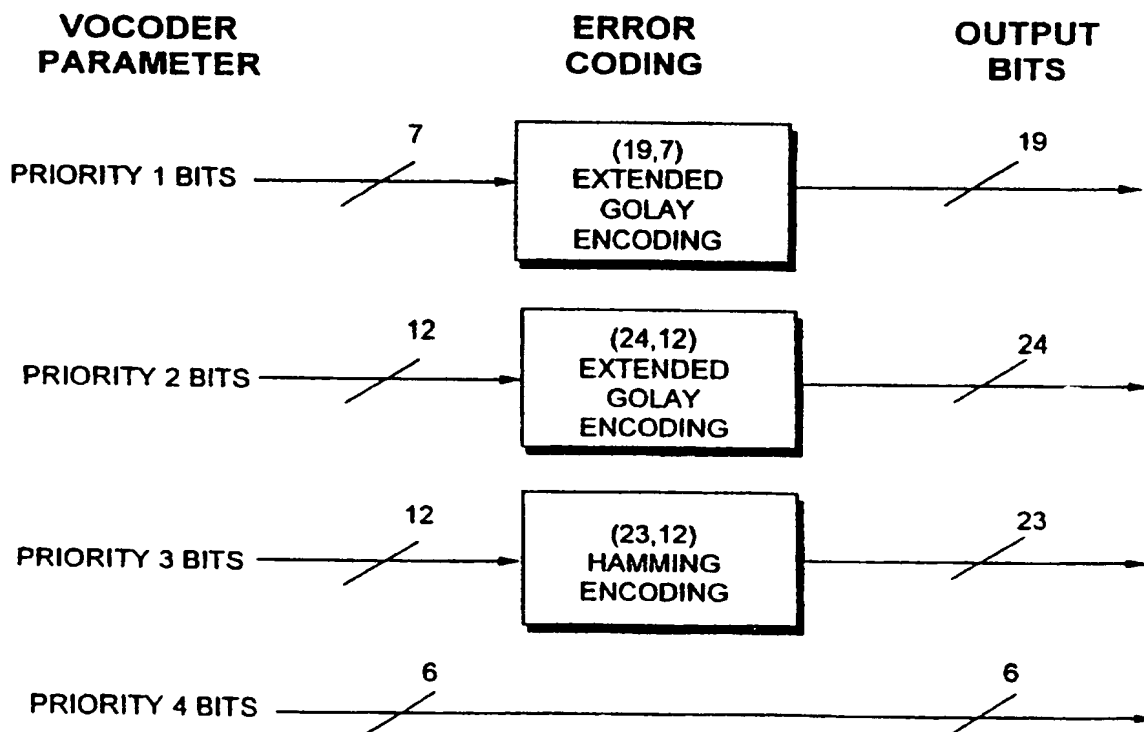 VOCODER
PARAMETER
ERROR
CODING
OUTPUT
BITS
PRIORITY 1 BITS
7
(19,7)
EXTENDED
GOLAY
ENCODING
19
PRIORITY 2 BITS
12
(24,12)
EXTENDED
GOLAY
ENCODING
24
PRIORITY 3 BITS
12
(23,12)
HAMMING
ENCODING
23
PRIORITY 4 BITS
6
6